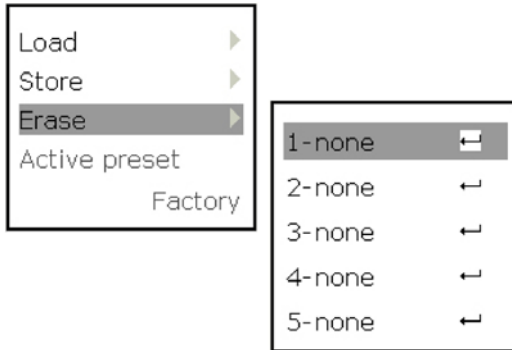 Load
Store
Erase
Active preset
Factory
1-none
2-none
3-none
4-none
5-none